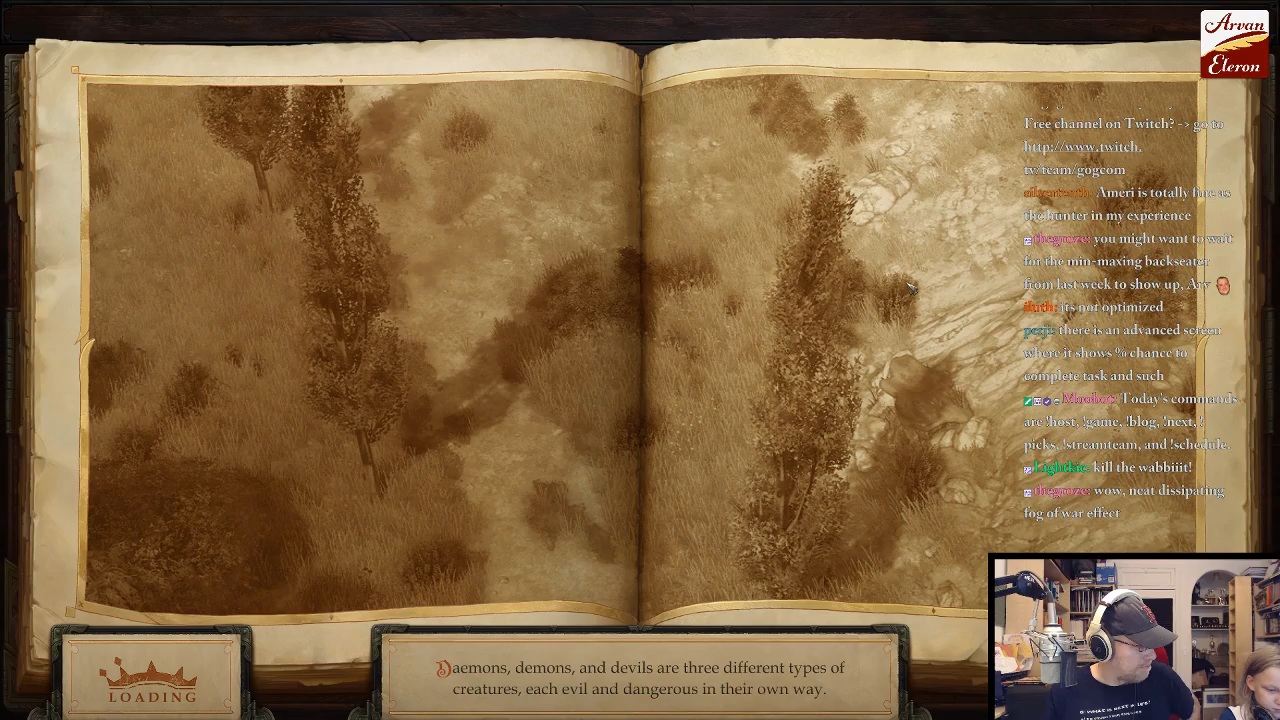 Arvan
Eleron
Free channel on Twitch? -> go to
http://www.twitch.
tv/team/gogcom
Ameri is totally fine as
the hunter in my experience
thegroze: you might want to wait
for the min-maxing backseater
from last week to show up, Arv
its not optimized
there is an advanced screen
where it shows % chance to
complete task and such
Moobot: Today's commands
are !host, !game, !blog, !next, !
picks, !streamteam, and !schedule.
Lightkie: kill the wabbiiit!
thegroze: wow, neat dissipating
fog of war effect
LOADING
Daemons, demons, and devils are three different types of
creatures, each evil and dangerous in their own way.